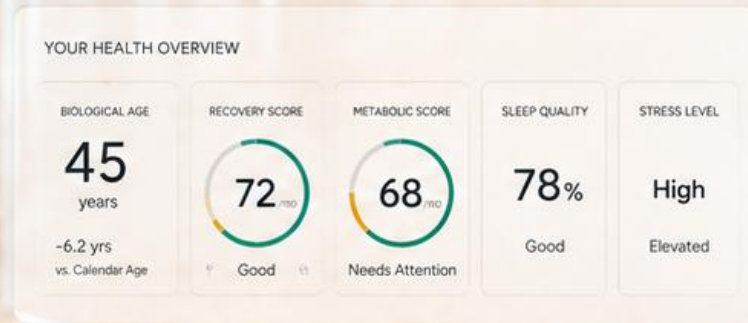 YOUR HEALTH OVERVIEW
BIOLOGICAL AGE
45
years
-6.2 yrs
vs. Calendar Age
RECOVERY SCORE
72
Good
METABOLIC SCORE
68
Needs Attention
SLEEP QUALITY
78%
Good
STRESS LEVEL
High
Elevated